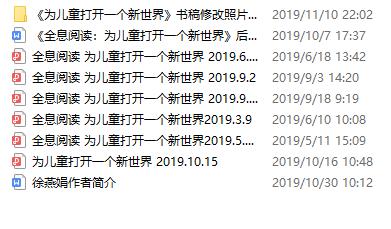 《为儿童打开一个新世界》书稿修改照片... 2019/11/10 22:02
《全息阅读：为儿童打开一个新世界》后... 2019/10/7 17:37
全息阅读 为儿童打开一个新世界 2019.6.... 2019/6/18 13:42
全息阅读 为儿童打开一个新世界 2019.9.2 2019/9/3 14:20
全息阅读 为儿童打开一个新世界 2019.9.... 2019/9/18 9:19
全息阅读 为儿童打开一个新世界2019.3.9 2019/6/10 10:08
全息阅读 为儿童打开一个新世界2019.5.... 2019/5/11 15:09
为儿童打开一个新世界 2019.10.15 2019/10/16 10:48
徐燕娟作者简介 2019/10/30 10:12